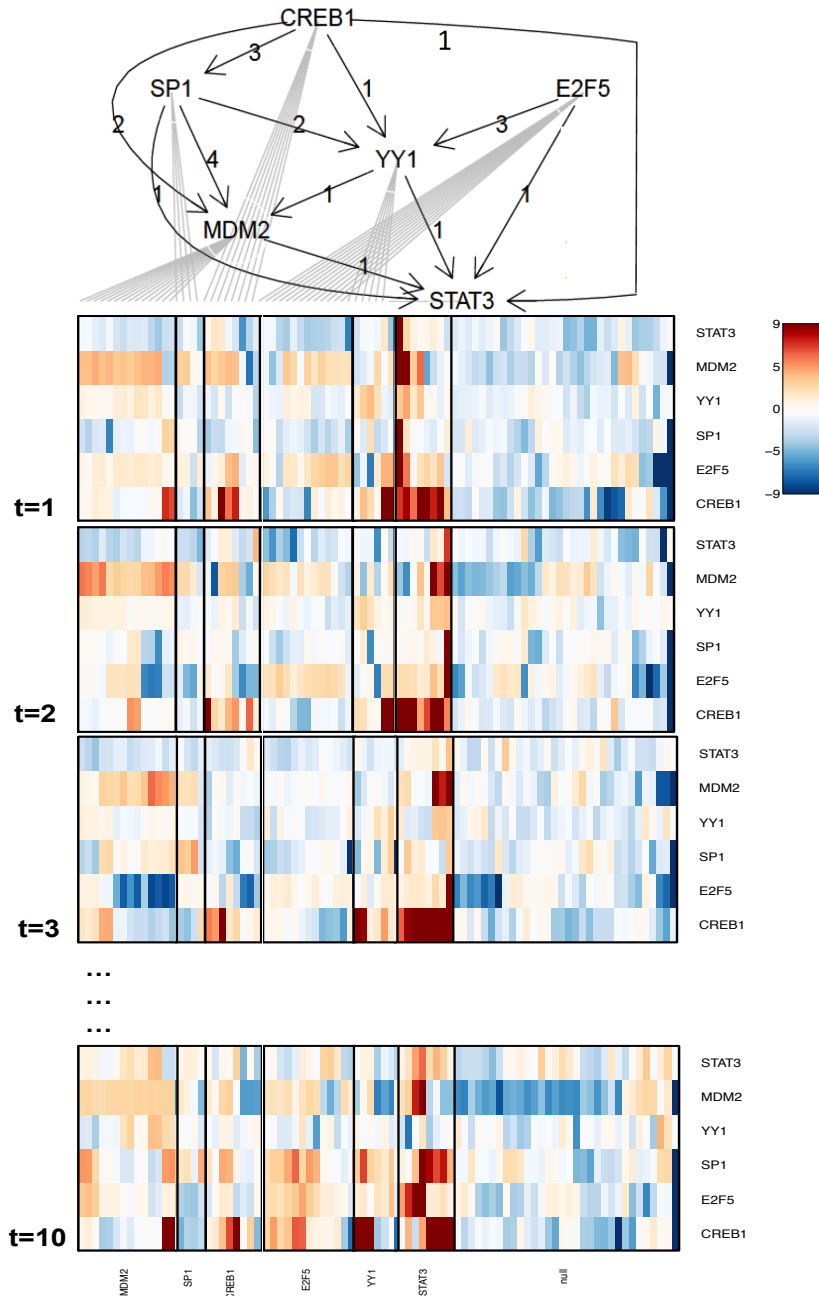 CREB1
1
3
SP1
1
E2F5
2
2
3
4
YY1
1
1
1
1
MDM2
1
1
STAT3
STAT3
9
MDM2
5
YY1
0
SP1
−5
E2F5
−9
t=1
CREB1
STAT3
MDM2
YY1
SP1
E2F5
t=2
CREB1
STAT3
MDM2
YY1
SP1
E2F5
t=3
CREB1
...
...
...
STAT3
MDM2
YY1
SP1
E2F5
t=10
CREB1
MDM2
SP1
CREB1
E2F5
YY1
STAT3
null